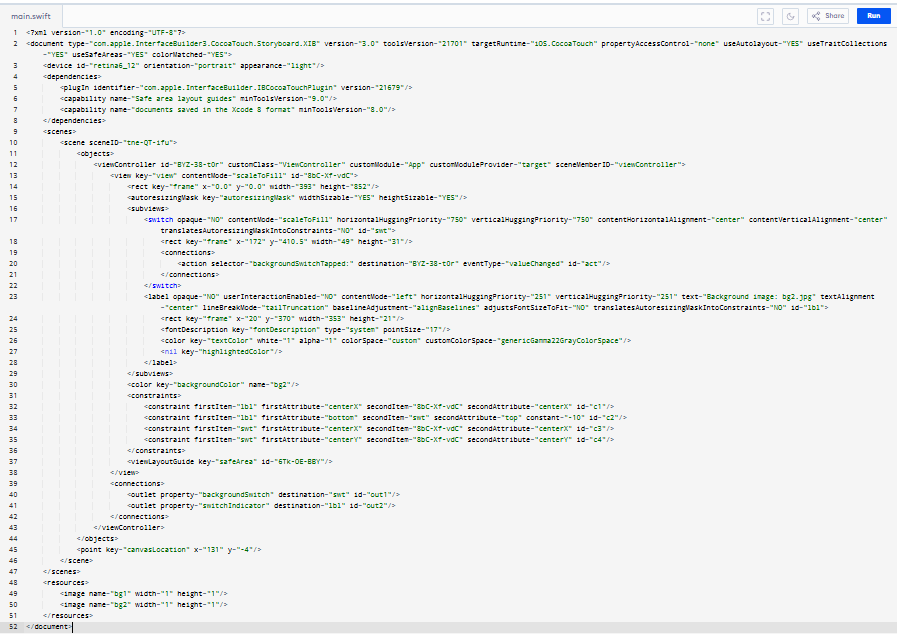 main.swift
Share
Run
1 <?xml version="1.0" encoding="UTF-8"?>
2 <document type="com.apple.InterfaceBuilder3.CocoaTouch.Storyboard.XIB" version="3.0" toolsVersion="21701" targetRuntime="iOS.CocoaTouch" propertyAccessControl="none" useAutolayout="YES" useTraitCollections
="YES" useSafeAreas="YES" colorMatched="YES">
3 <device id="retina6_12" orientation="portrait" appearance="light"/>
4 <dependencies>
5 <plugIn identifier="com.apple.InterfaceBuilder.IBCocoaTouchPlugin" version="21679"/>
6 <capability name="Safe area layout guides" minToolsVersion="9.0"/>
7 <capability name="documents saved in the Xcode 8 format" minToolsVersion="8.0"/>
8 </dependencies>
9 <scenes>
10 <scene sceneID="tne-QT-ifu">
11 <objects>
12 <viewController id="BYZ-38-t0r" customClass="ViewController" customModule="App" customModuleProvider="target" sceneMemberID="viewController">
13 <view key="view" contentMode="scaleToFill" id="8bC-Xf-vdC">
14 <rect key="frame" x="0.0" y="0.0" width="393" height="852"/>
15 <autoresizingMask key="autoresizingMask" widthSizable="YES" heightSizable="YES"/>
16 <subviews>
17 <switch opaque="NO" contentMode="scaleToFill" horizontalHuggingPriority="750" verticalHuggingPriority="750" contentHorizontalAlignment="center" contentVerticalAlignment="center"
translatesAutoresizingMaskIntoConstraints="NO" id="swt">
18 <rect key="frame" x="172" y="410.5" width="49" height="31"/>
19 <connections>
20 <action selector="backgroundSwitchTapped:" destination="BYZ-38-t0r" eventType="valueChanged" id="act"/>
21 </connections>
22 </switch>
23 <label opaque="NO" userInteractionEnabled="NO" contentMode="left" horizontalHuggingPriority="251" verticalHuggingPriority="251" text="Background image: bg2.jpg" textAlignment
="center" lineBreakMode="tailTruncation" baselineAdjustment="alignBaselines" adjustsFontSizeToFit="NO" translatesAutoresizingMaskIntoConstraints="NO" id="lbl">
24 <rect key="frame" x="20" y="370" width="353" height="21"/>
25 <fontDescription key="fontDescription" type="system" pointSize="17"/>
26 <color key="textColor" white="1" alpha="1" colorSpace="custom" customColorSpace="genericGamma22GrayColorSpace"/>
27 <nil key="highlightedColor"/>
28 </label>
29 </subviews>
30 <color key="backgroundColor" name="bg2"/>
31 <constraints>
32 <constraint firstItem="lbl" firstAttribute="centerX" secondItem="8bC-Xf-vdC" secondAttribute="centerX" id="c1"/>
33 <constraint firstItem="lbl" firstAttribute="bottom" secondItem="swt" secondAttribute="top" constant="-10" id="c2"/>
34 <constraint firstItem="swt" firstAttribute="centerX" secondItem="8bC-Xf-vdC" secondAttribute="centerX" id="c3"/>
35 <constraint firstItem="swt" firstAttribute="centerY" secondItem="8bC-Xf-vdC" secondAttribute="centerY" id="c4"/>
36 </constraints>
37 <viewLayoutGuide key="safeArea" id="6Tk-OE-BBY"/>
38 </view>
39 <connections>
40 <outlet property="backgroundSwitch" destination="swt" id="out1"/>
41 <outlet property="switchIndicator" destination="lbl" id="out2"/>
42 </connections>
43 </viewController>
44 </objects>
45 <point key="canvasLocation" x="131" y="-4"/>
46 </scene>
47 </scenes>
48 <resources>
49 <image name="bg1" width="1" height="1"/>
50 <image name="bg2" width="1" height="1"/>
51 </resources>
52 </document>